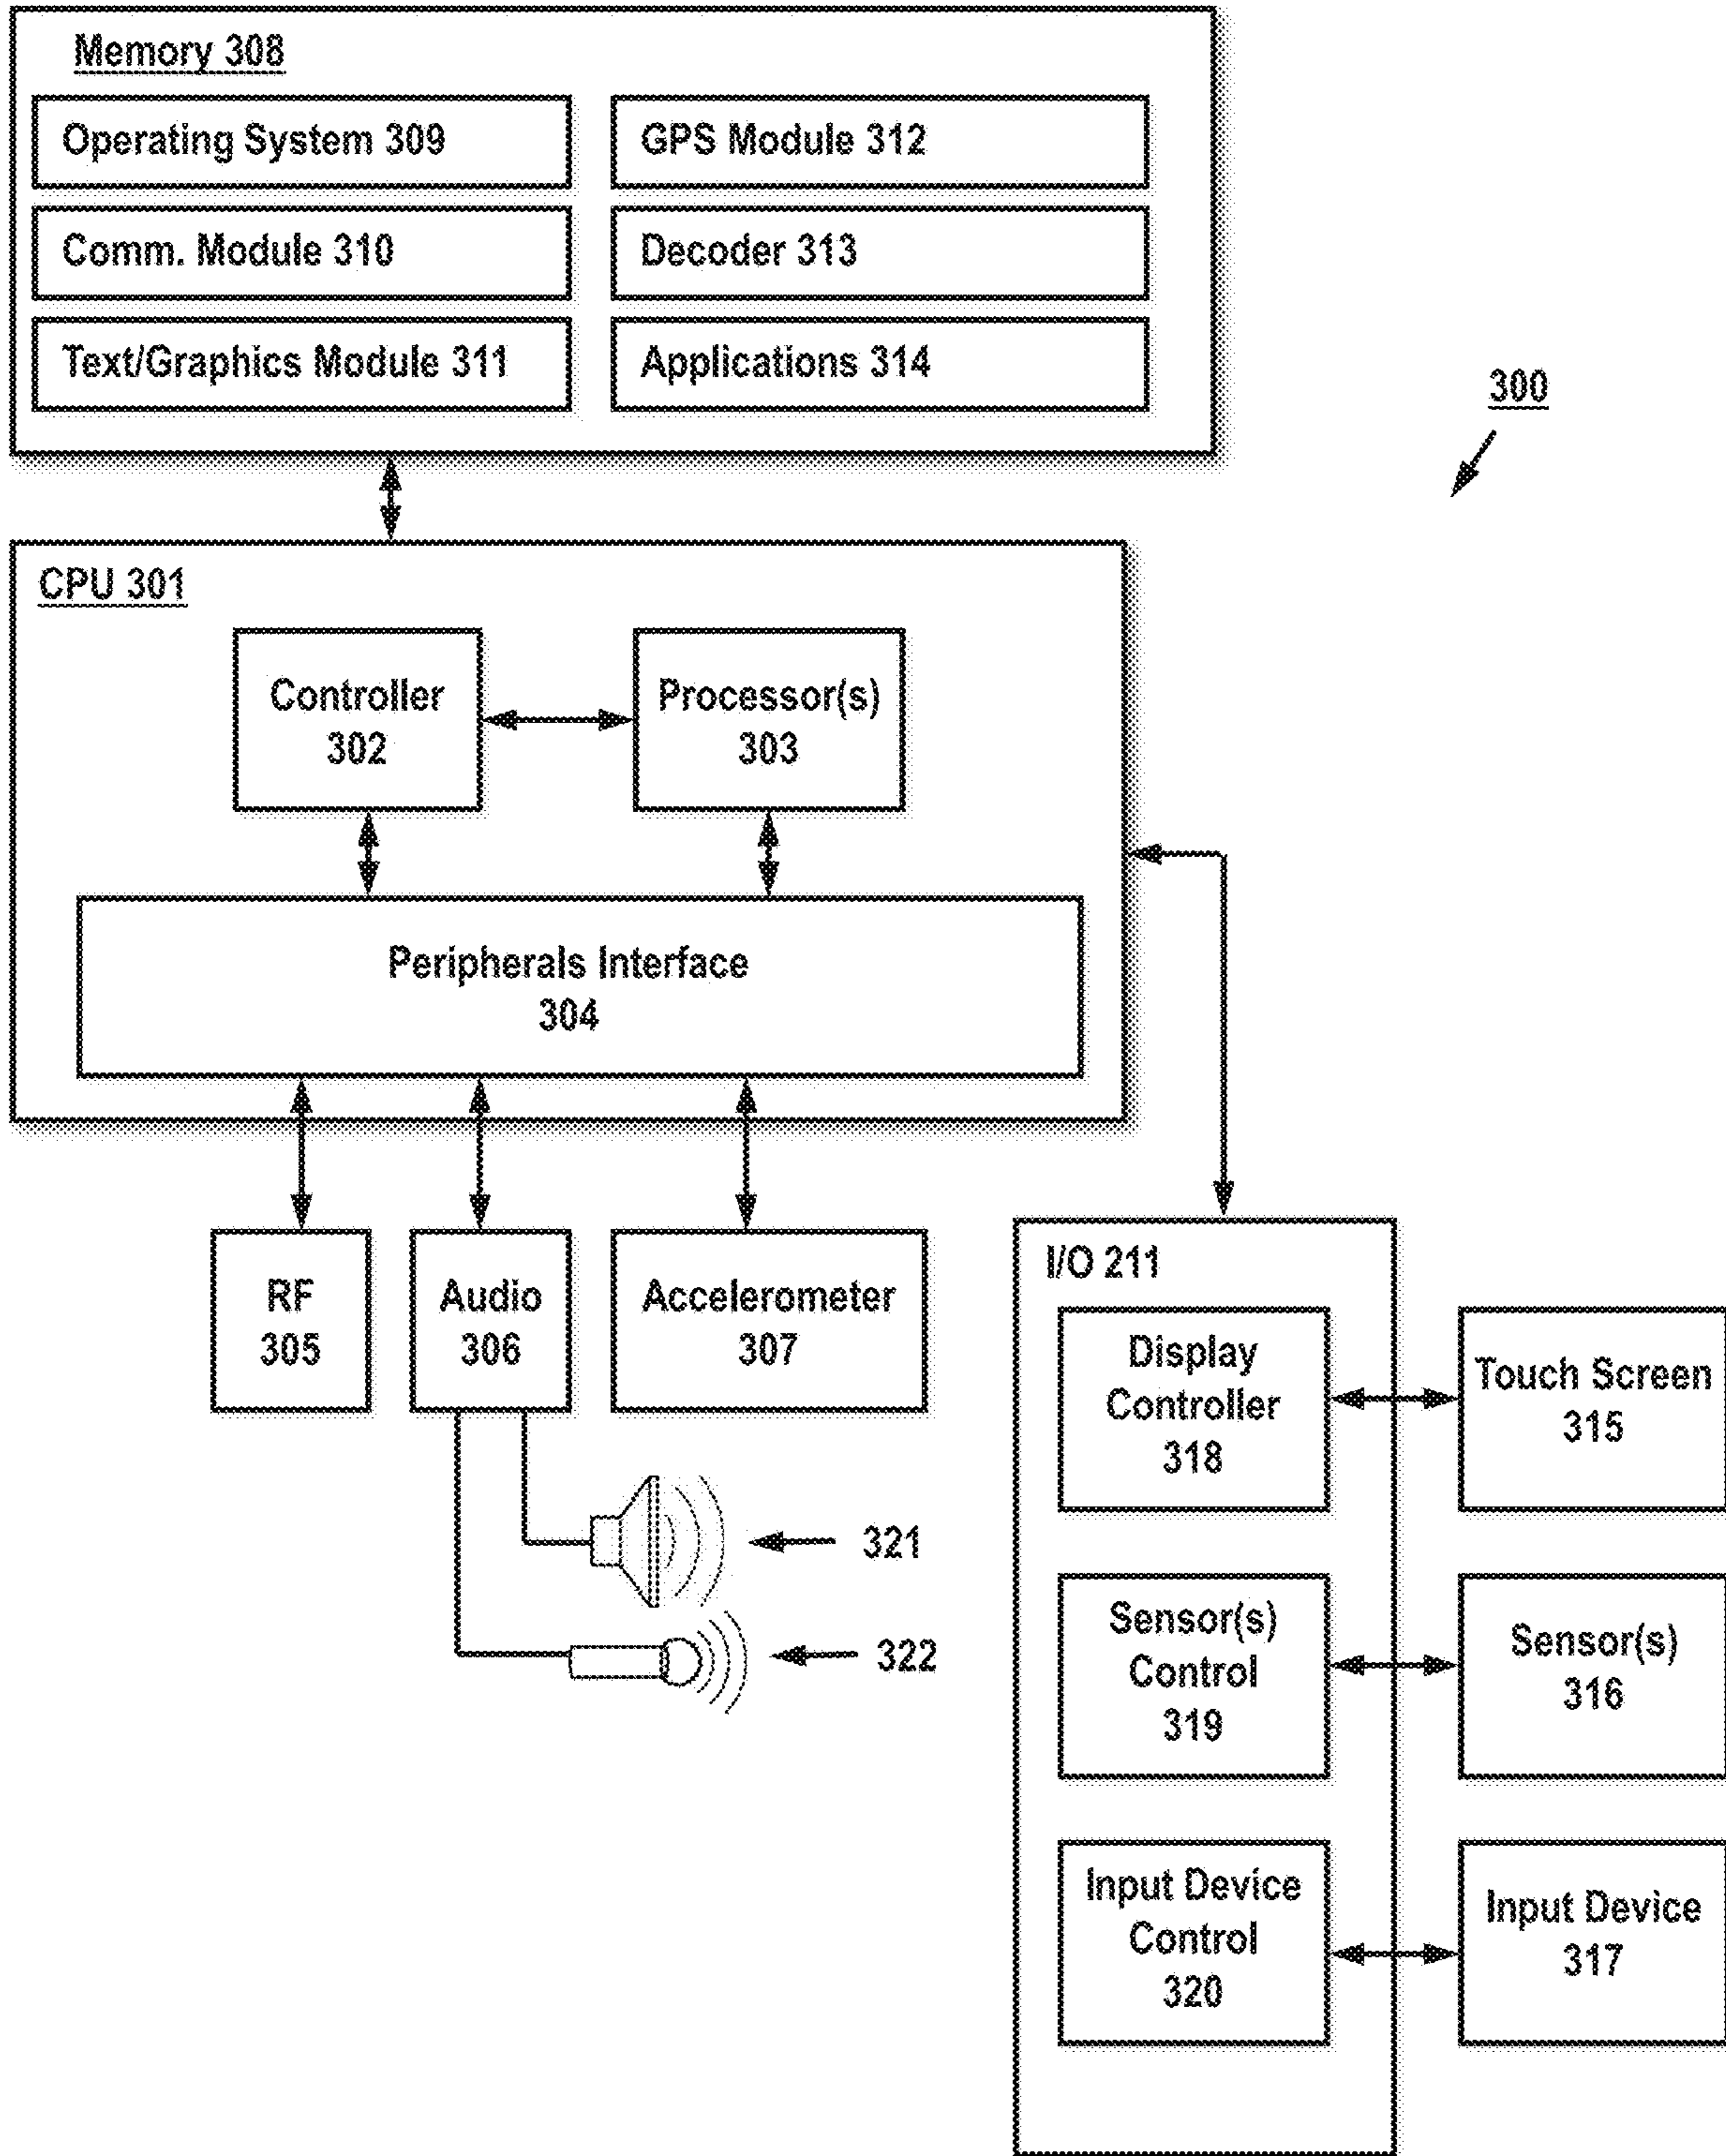 Memory 308
Operating System 309
GPS Module 312
Comm. Module 310
Decoder 313
Text/Graphics Module 311
Applications 314
300
CPU 301
Controller
302
Processor(s)
303
Peripherals Interface
304
RF
305
Audio
306
Accelerometer
307
I/O 211
Display
Controller
318
Touch Screen
315
321
Sensor(s)
Control
319
Sensor(s)
316
322
Input Device
Control
320
Input Device
317